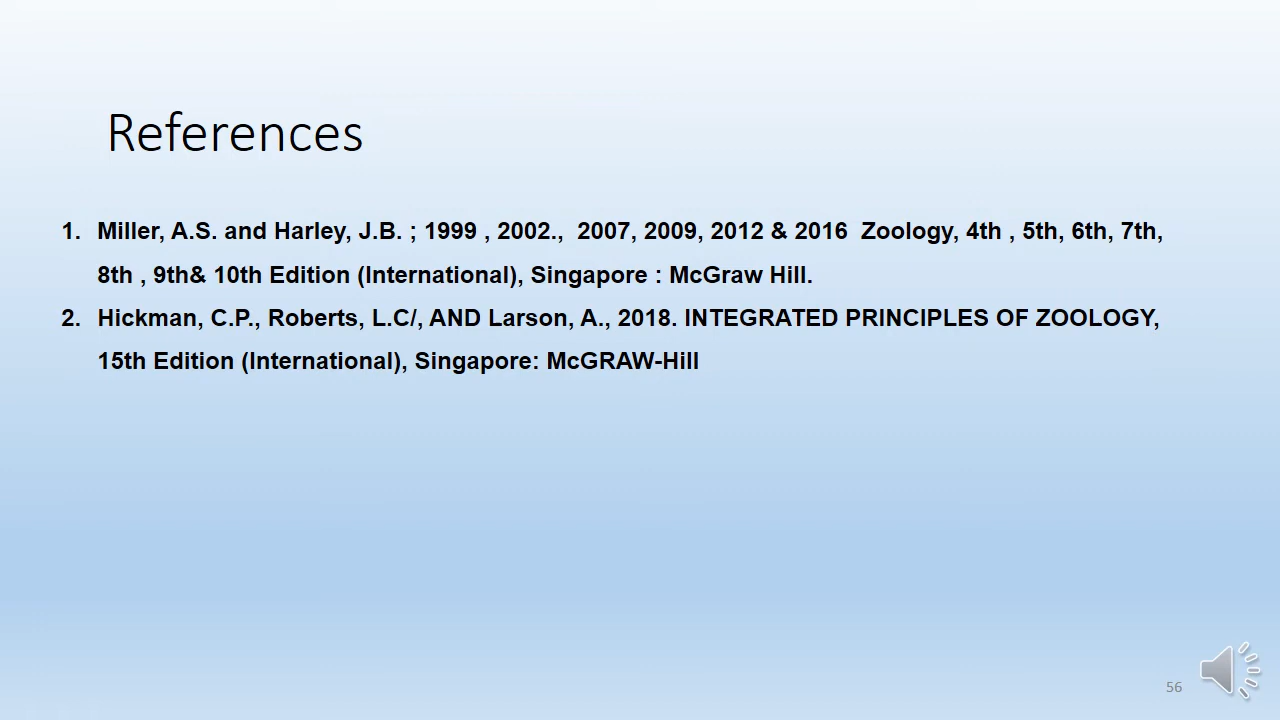 References
1. Miller, A.S. and Harley, J.B. ; 1999 , 2002., 2007, 2009, 2012 & 2016 Zoology, 4th , 5th, 6th, 7th,
8th , 9th& 10th Edition (International), Singapore : McGraw Hill.
2. Hickman, C.P., Roberts, L.C/, AND Larson, A., 2018. INTEGRATED PRINCIPLES OF ZOOLOGY,
15th Edition (International), Singapore: McGRAW-Hill
56